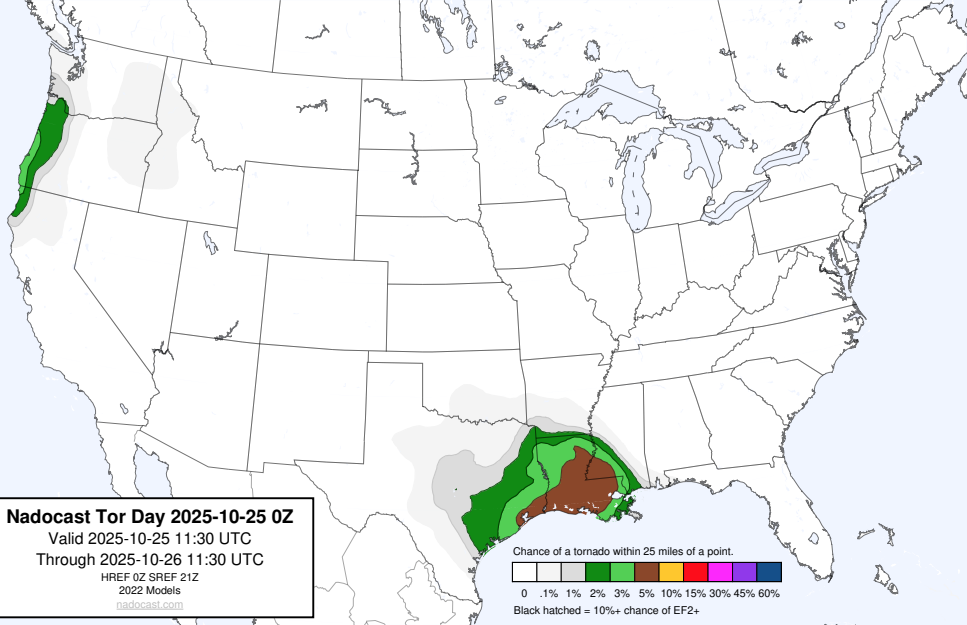 Nadocast Tor Day 2025-10-25 0Z
Valid 2025-10-25 11:30 UTC
Through 2025-10-26 11:30 UTC
HREF 0Z SREF 21Z
2022 Models
nadocast.com
Chance of a tornado within 25 miles of a point.
0 .1% 1% 2% 3% 5% 10% 15% 30% 45% 60%
Black hatched = 10%+ chance of EF2+